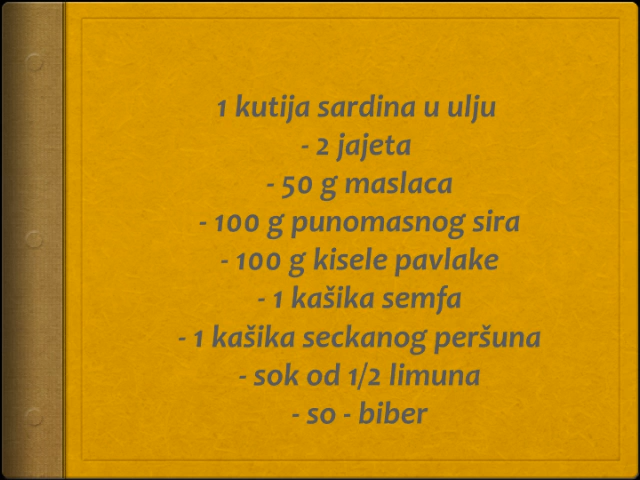 1 kutija sardina u ulju
- 2 jajeta
- 50 g maslaca
- 100 g punomasnog sira
- 100 g kisele pavlake
- 1 kašika semfa
- 1 kašika seckanog peršuna
- sok od 1/2 limuna
- so - biber